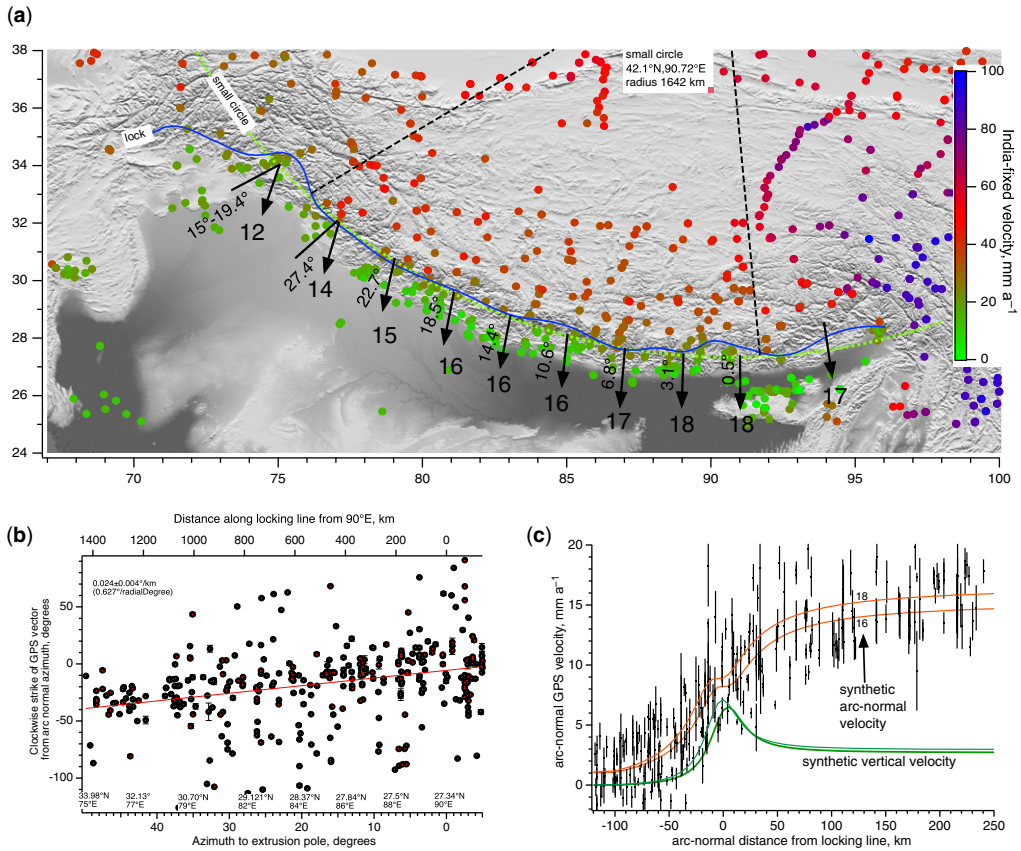 (a)
38
36
34
32
30
28
26
24
70
75
80
85
90
95
100
small circle
lock
small circle
42.1°N,90.72°E
radius 1642 km
100
80
60
40
20
0
India-fixed velocity, mm a⁻¹
15°-19.4°
12
27.4°
14
22.7°
15
18.5°
16
14.4°
16
10.6°
16
6.8°
17
3.1°
18
0.5°
18
17
(b)
Distance along locking line from 90°E, km
1400 1200 1000 800 600 400 200 0
0.024±0.004°/km
(0.627°/radialDegree)
50
0
-50
-100
Clockwise strike of GPS vector
from arc normal azimuth, degrees
33.98°N 32.13° 30.70°N 29.121°N 28.37°N 27.84°N 27.5°N 27.34°N
75°E 77°E 79°E 82°E 84°E 86°E 88°E 90°E
40 30 20 10 0
Azimuth to extrusion pole, degrees
(c)
20
15
10
5
0
arc-normal GPS velocity, mm a⁻¹
18
16
synthetic
arc-normal
velocity
synthetic vertical velocity
-100 -50 0 50 100 150 200 250
arc-normal distance from locking line, km